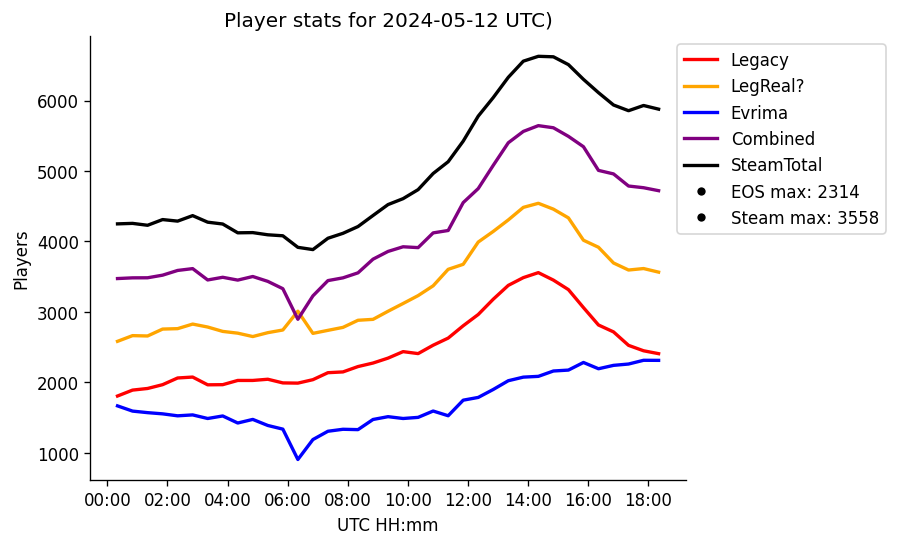 Player stats for 2024-05-12 UTC)
Legacy
LegReal?
Evrima
Combined
SteamTotal
EOS max: 2314
Steam max: 3558
Players
6000
5000
4000
3000
2000
1000
00:00 02:00 04:00 06:00 08:00 10:00 12:00 14:00 16:00 18:00
UTC HH:mm